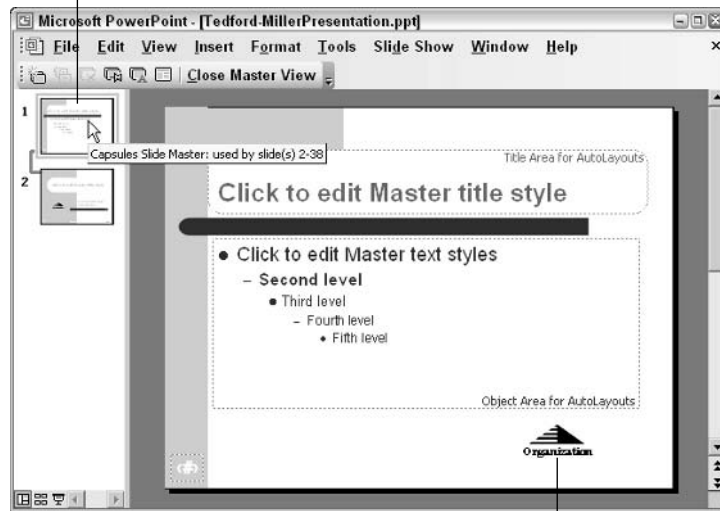 Microsoft PowerPoint - [Tedford-MillerPresentation.ppt]
File Edit View Insert Format Tools Slide Show Window Help
Close Master View
1
Capsules Slide Master: used by slide(s) 2-38
2
Title Area for AutoLayouts
Click to edit Master title style
• Click to edit Master text styles
– Second level
• Third level
– Fourth level
• Fifth level
Object Area for AutoLayouts
Organization